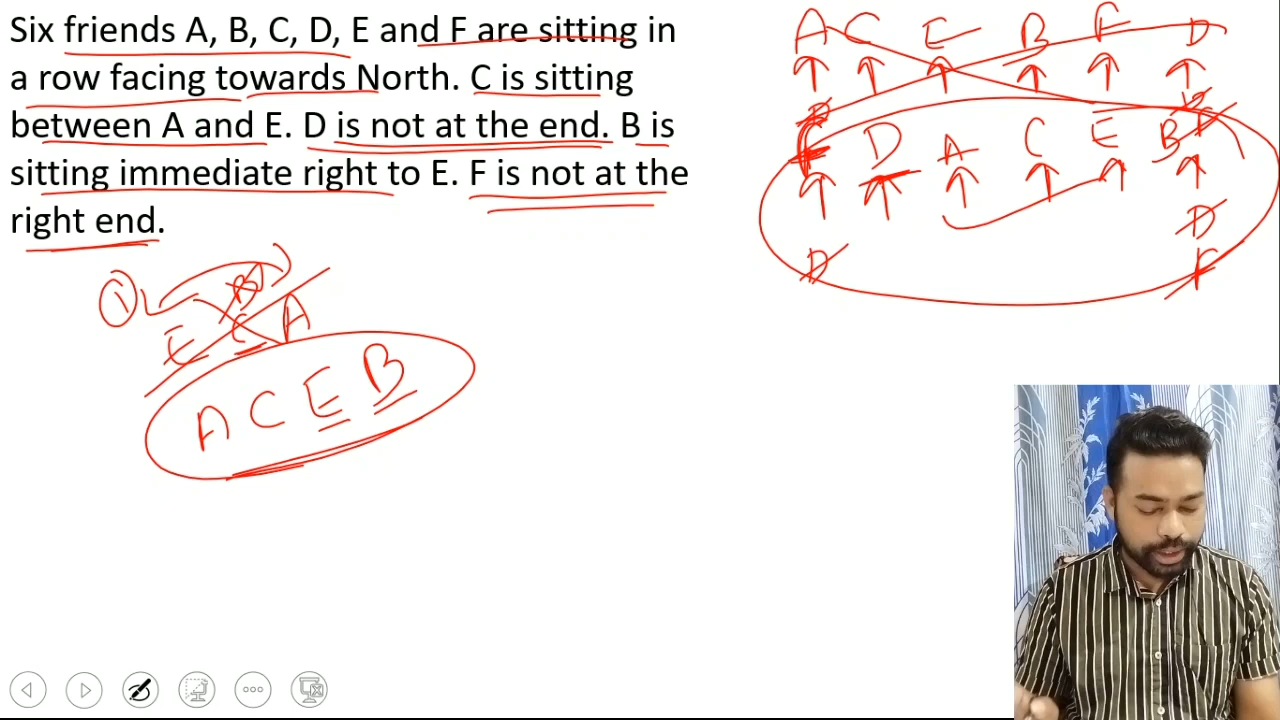 Six friends A, B, C, D, E and F are sitting in
a row facing towards North. C is sitting
between A and E. D is not at the end. B is
sitting immediate right to E. F is not at the
right end.
A C E B F D
F D A C E B
D
D
F
1
B
E C A
A C E B